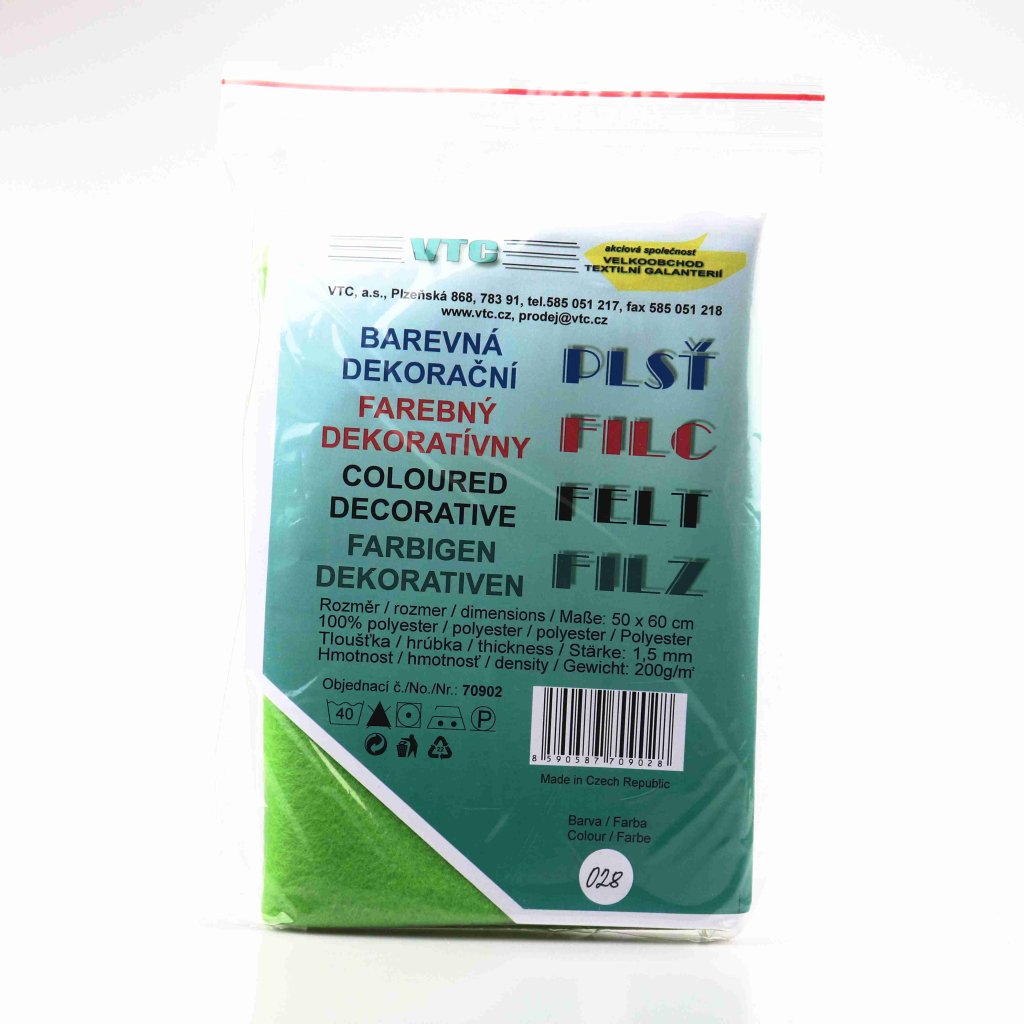 VTC
akciová společnost
VELKOOBCHOD
TEXTILNÍ GALANTERIÍ
VTC, a.s., Plzeňská 868, 783 91, tel.585 051 217, fax 585 051 218
www.vtc.cz, prodej@vtc.cz
BAREVNÁ
DEKORAČNÍ
PLSŤ
FAREBNÝ
DEKORATÍVNY
FILC
COLOURED
DECORATIVE
FELT
FARBIGEN
DEKORATIVEN
FILZ
Rozměr / rozmer / dimensions / Maße: 50 x 60 cm
100% polyester / polyester / polyester / Polyester
Tloušťka / hrúbka / thickness / Stärke: 1,5 mm
Hmotnost / hmotnosť / density / Gewicht: 200g/m²
Objednací č./No./Nr.: 70902
40
P
22
8 590587 709028
Made in Czech Republic
Barva / Farba
Colour / Farbe
028